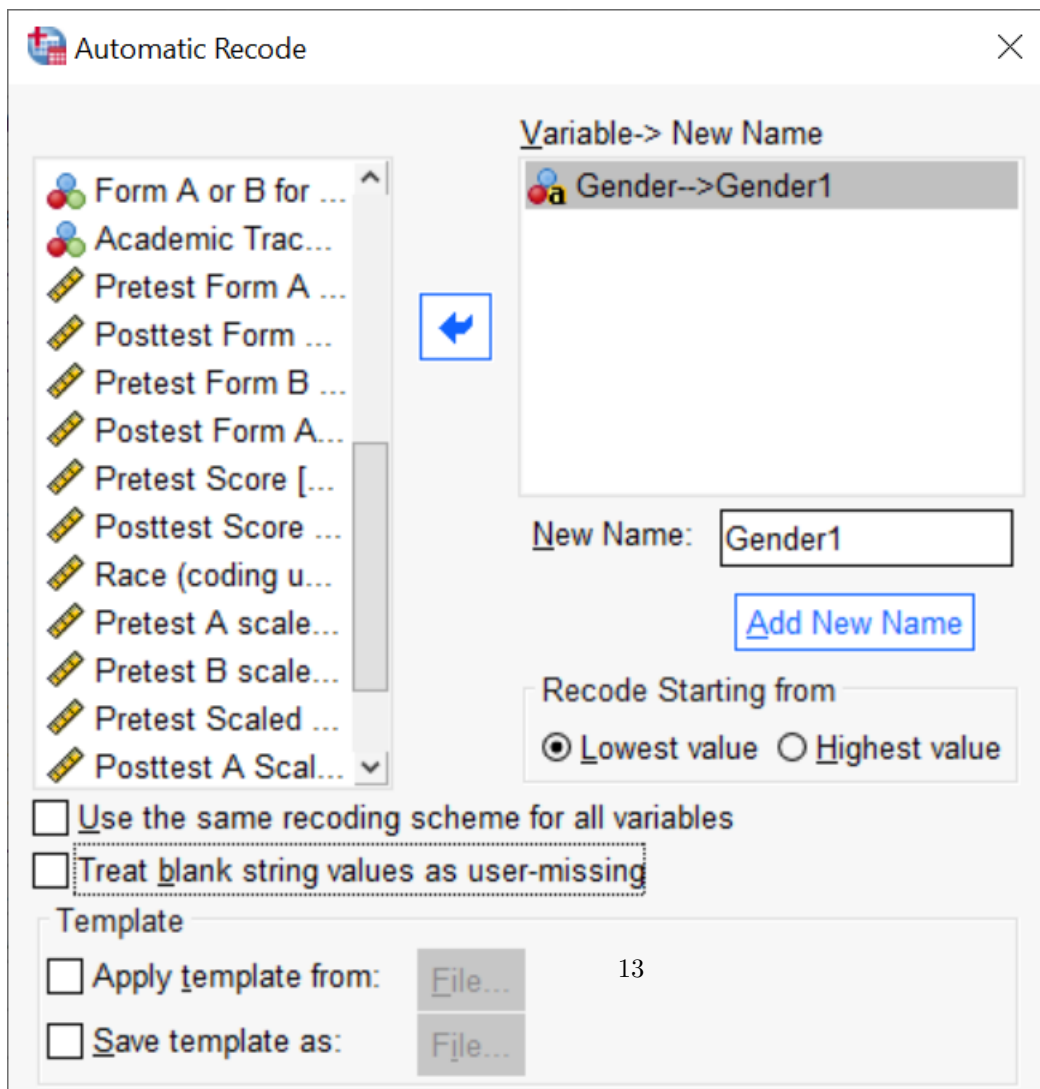 Automatic Recode
Variable-> New Name
Form A or B for ...
Academic Trac...
Pretest Form A ...
Posttest Form ...
Pretest Form B ...
Postest Form A...
Pretest Score [...
Posttest Score ...
Race (coding u...
Pretest A scale...
Pretest B scale...
Pretest Scaled ...
Posttest A Scal...
a Gender-->Gender1
New Name: Gender1
Add New Name
Recode Starting from
Lowest value Highest value
Use the same recoding scheme for all variables
Treat blank string values as user-missing
Template
Apply template from: File... 13
Save template as: File...